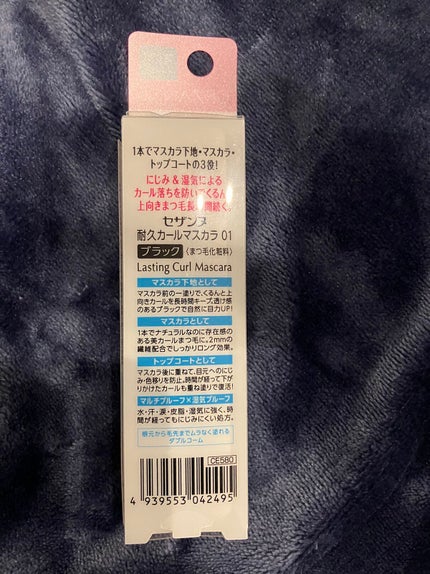 1本でマスカラ下地・マスカラ・
トップコートの3役!
にじみ&湿気による
カール落ちを防いでくるん
上向きまつ毛長時間続く。
セザンヌ
耐久カールマスカラ 01
ブラック 〈まつ毛化粧料〉
Lasting Curl Mascara
マスカラ下地として
マスカラ前の一塗りで、くるんと上
向きカールを長時間キープ。透け感
のあるブラックで自然に目力UP!
マスカラとして
1本でナチュラルなのに存在感
のある美カールまつ毛に。2mmの
繊維配合でしっかりロング効果。
トップコートとして
マスカラ後に重ねて、目元へのにじ
み・色移りを防止。時間が経って下が
りかけたカールも重ね塗りで復活!
マルチプルーフ×湿気プルーフ
水・汗・涙・皮脂・湿気に強く、時
間が経ってもにじみにくい処方。
根元から毛先までムラなく塗れる
ダブルコーム
CE580
4 939553 042495